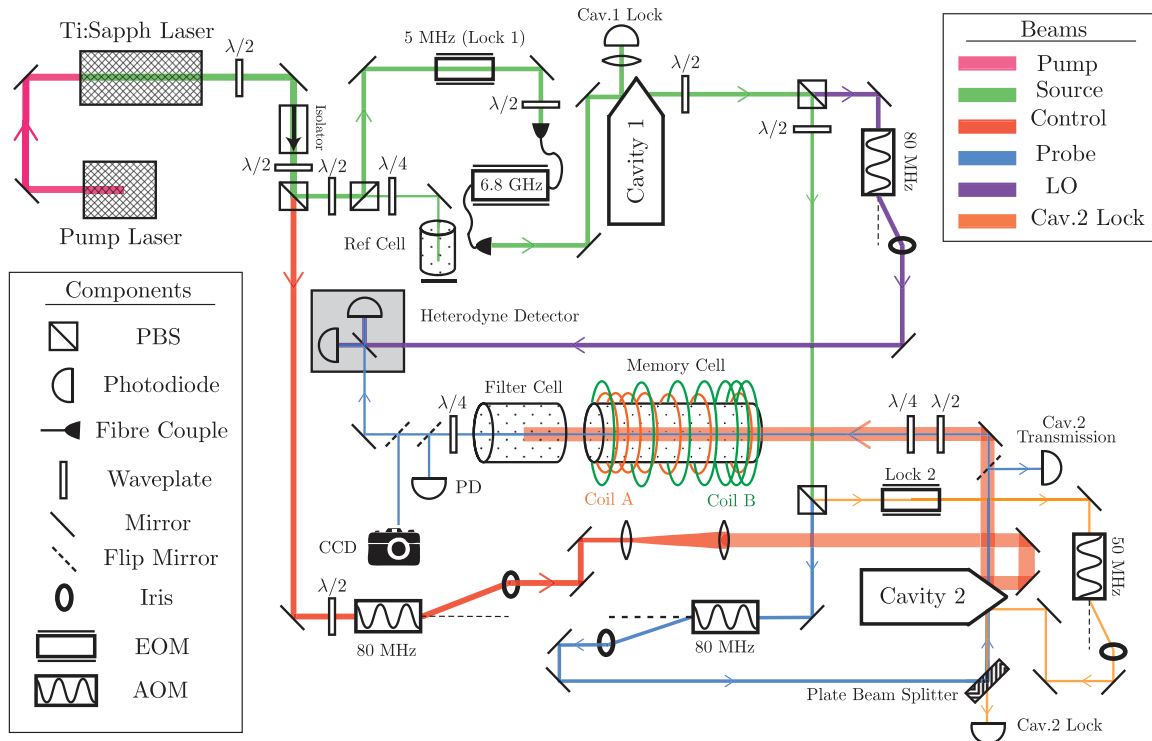 Ti:Sapph Laser
λ/2
Isolator
λ/2
Pump Laser
5 MHz (Lock 1)
λ/2
6.8 GHz
λ/2
λ/4
Ref Cell
Cav.1 Lock
Cavity 1
λ/2
λ/2
80 MHz
Beams
Pump
Source
Control
Probe
LO
Cav.2 Lock
Components
PBS
Photodiode
Fibre Couple
Waveplate
Mirror
Flip Mirror
Iris
EOM
AOM
Heterodyne Detector
Filter Cell
Memory Cell
λ/4
PD
CCD
Coil A
Coil B
λ/4
λ/2
Cav.2
Transmission
Lock 2
50 MHz
λ/2
80 MHz
80 MHz
Cavity 2
Plate Beam Splitter
Cav.2 Lock